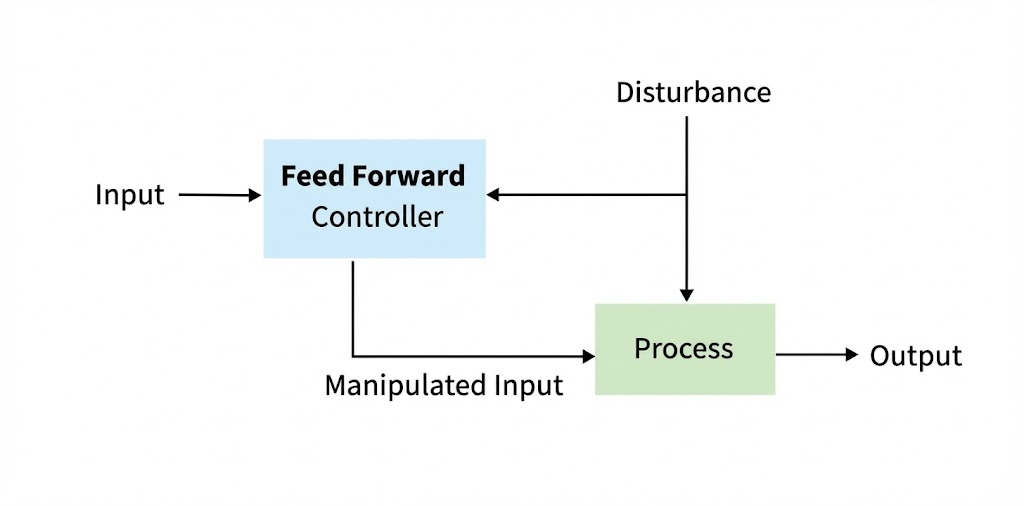 Disturbance
Input
Feed Forward
Controller
Process
Output
Manipulated Input